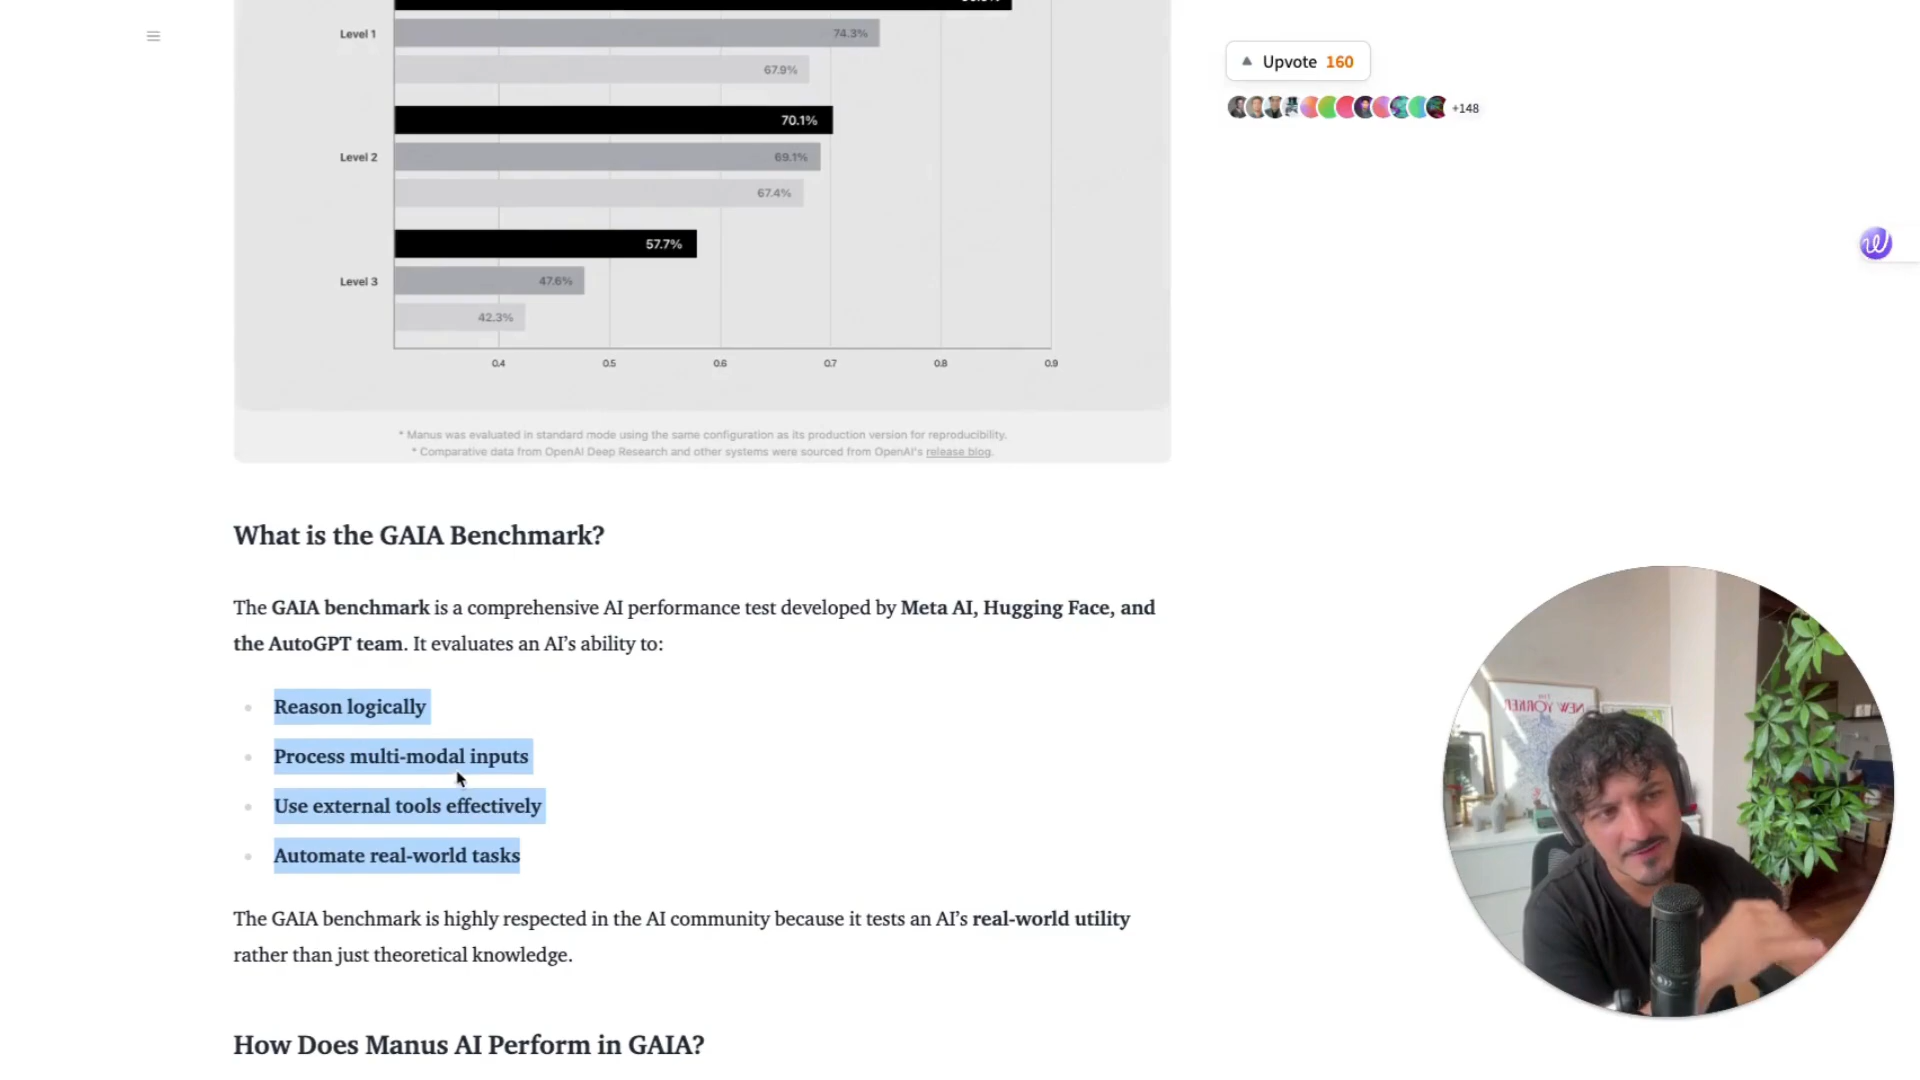 Level 1
74.3%
67.9%
Upvote 160
+148
70.1%
Level 2
69.1%
67.4%
57.7%
Level 3
47.6%
42.3%
0.4 0.5 0.6 0.7 0.8 0.9
* Manus was evaluated in standard mode using the same configuration as its production version for reproducibility.
* Comparative data from OpenAI Deep Research and other systems were sourced from OpenAI's release blog.
What is the GAIA Benchmark?
The GAIA benchmark is a comprehensive AI performance test developed by Meta AI, Hugging Face, and
the AutoGPT team. It evaluates an AI’s ability to:
Reason logically
Process multi-modal inputs
Use external tools effectively
Automate real-world tasks
The GAIA benchmark is highly respected in the AI community because it tests an AI’s real-world utility
rather than just theoretical knowledge.
How Does Manus AI Perform in GAIA?
THE
NEW YORKER